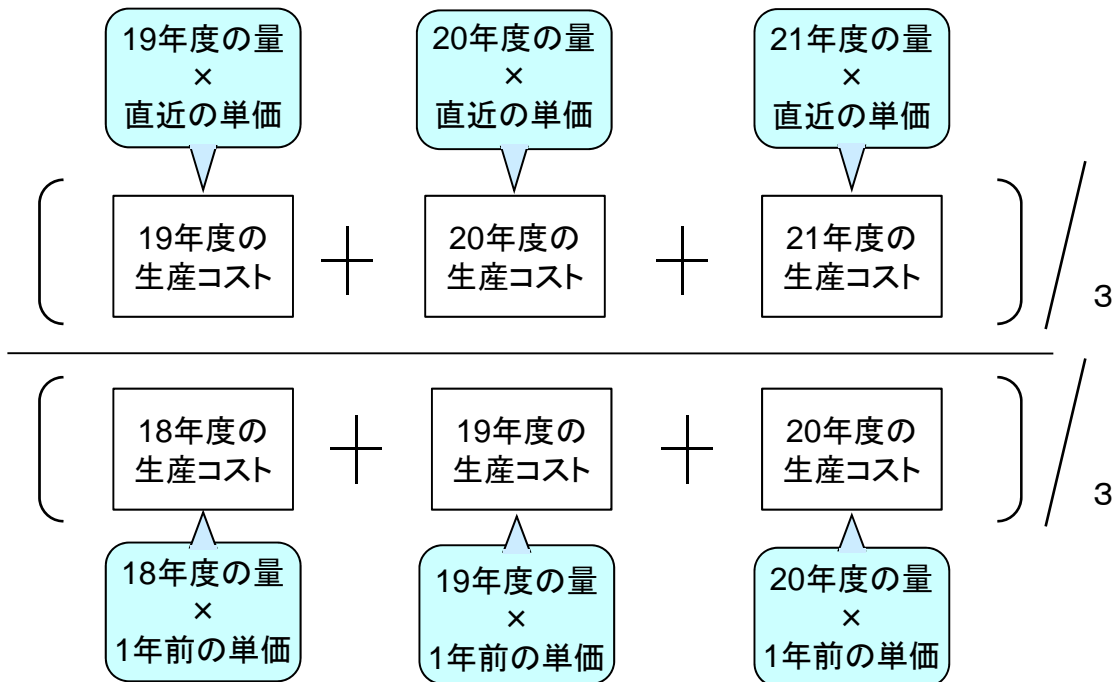 19年度の量
×
直近の単価
20年度の量
×
直近の単価
21年度の量
×
直近の単価
19年度の
生産コスト
+
20年度の
生産コスト
+
21年度の
生産コスト
3
18年度の
生産コスト
+
19年度の
生産コスト
+
20年度の
生産コスト
3
18年度の量
×
1年前の単価
19年度の量
×
1年前の単価
20年度の量
×
1年前の単価